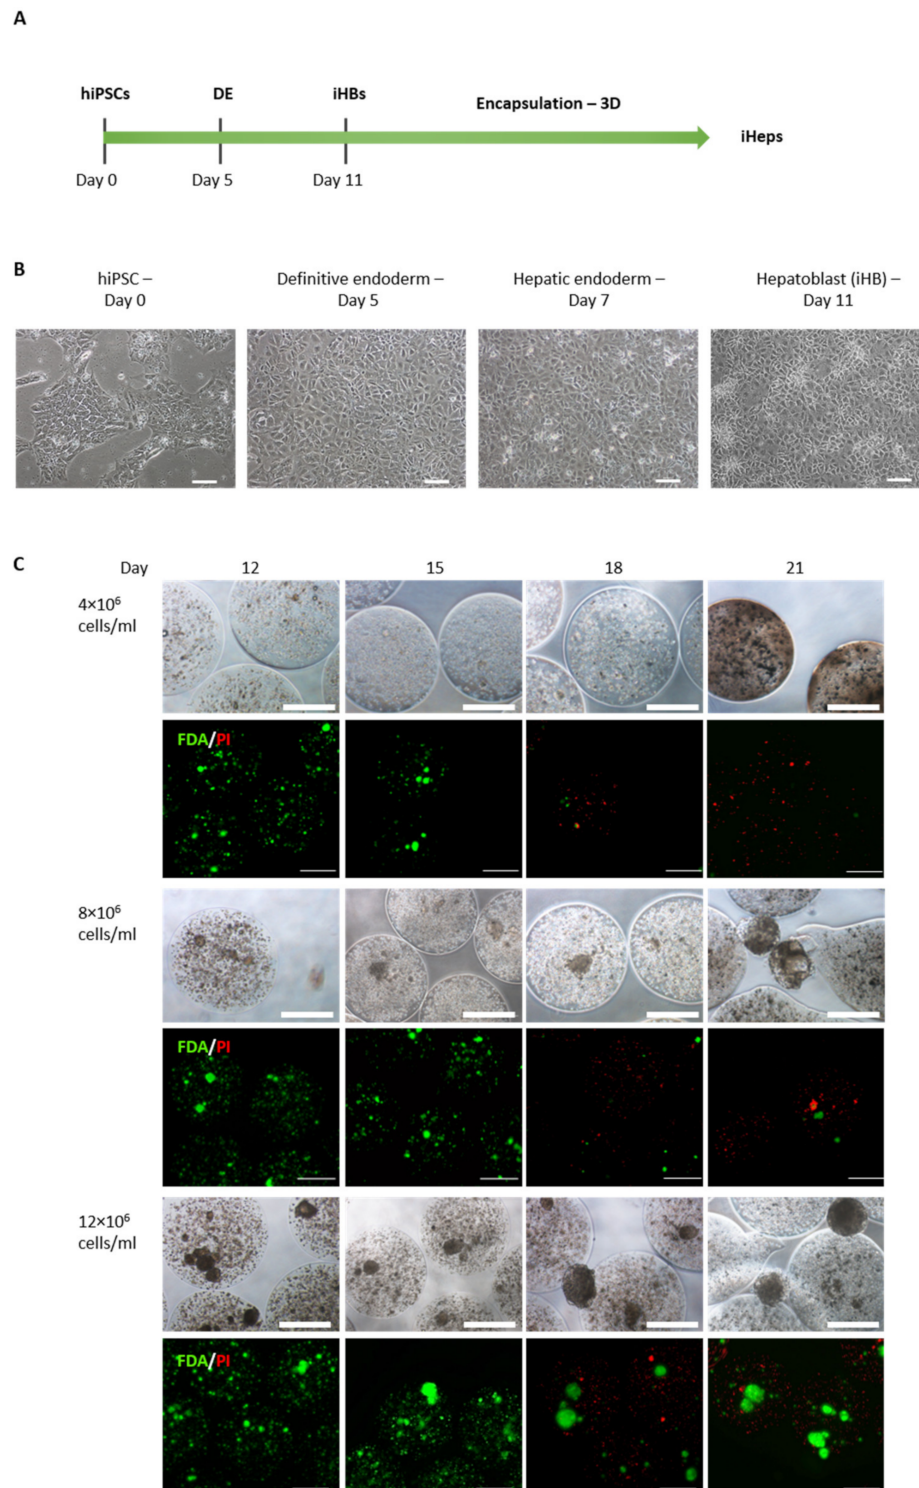 A
hiPSCs DE iHBs Encapsulation – 3D
iHeps
Day 0 Day 5 Day 11
B
hiPSC –
Day 0
Definitive endoderm –
Day 5
Hepatic endoderm –
Day 7
Hepatoblast (iHB) –
Day 11
C
Day 12 15 18 21
4×10⁶
cells/ml
FDA/PI
8×10⁶
cells/ml
FDA/PI
12×10⁶
cells/ml
FDA/PI